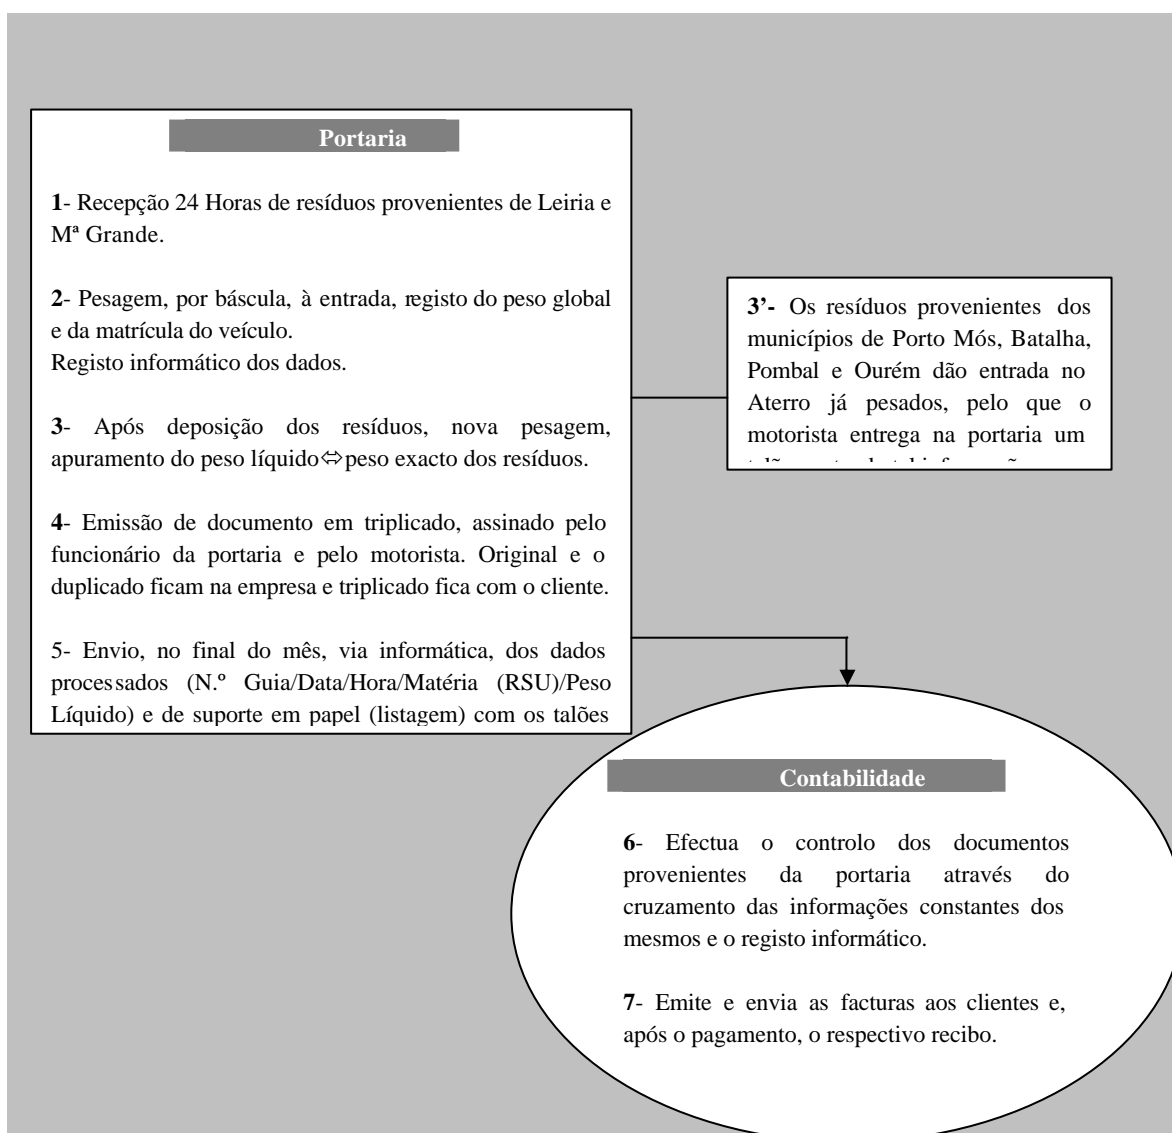 Portaria
1- Recepção 24 Horas de resíduos provenientes de Leiria e
Mª Grande.
2- Pesagem, por báscula, à entrada, registo do peso global
e da matrícula do veículo.
Registo informático dos dados.
3- Após deposição dos resíduos, nova pesagem,
apuramento do peso líquido⇔peso exacto dos resíduos.
4- Emissão de documento em triplicado, assinado pelo
funcionário da portaria e pelo motorista. Original e o
duplicado ficam na empresa e triplicado fica com o cliente.
5- Envio, no final do mês, via informática, dos dados
processados (N.º Guia/Data/Hora/Matéria (RSU)/Peso
Líquido) e de suporte em papel (listagem) com os talões
3’- Os resíduos provenientes dos
municípios de Porto Mós, Batalha,
Pombal e Ourém dão entrada no
Aterro já pesados, pelo que o
motorista entrega na portaria um
Contabilidade
6- Efectua o controlo dos documentos
provenientes da portaria através do
cruzamento das informações constantes dos
mesmos e o registo informático.
7- Emite e envia as facturas aos clientes e,
após o pagamento, o respectivo recibo.